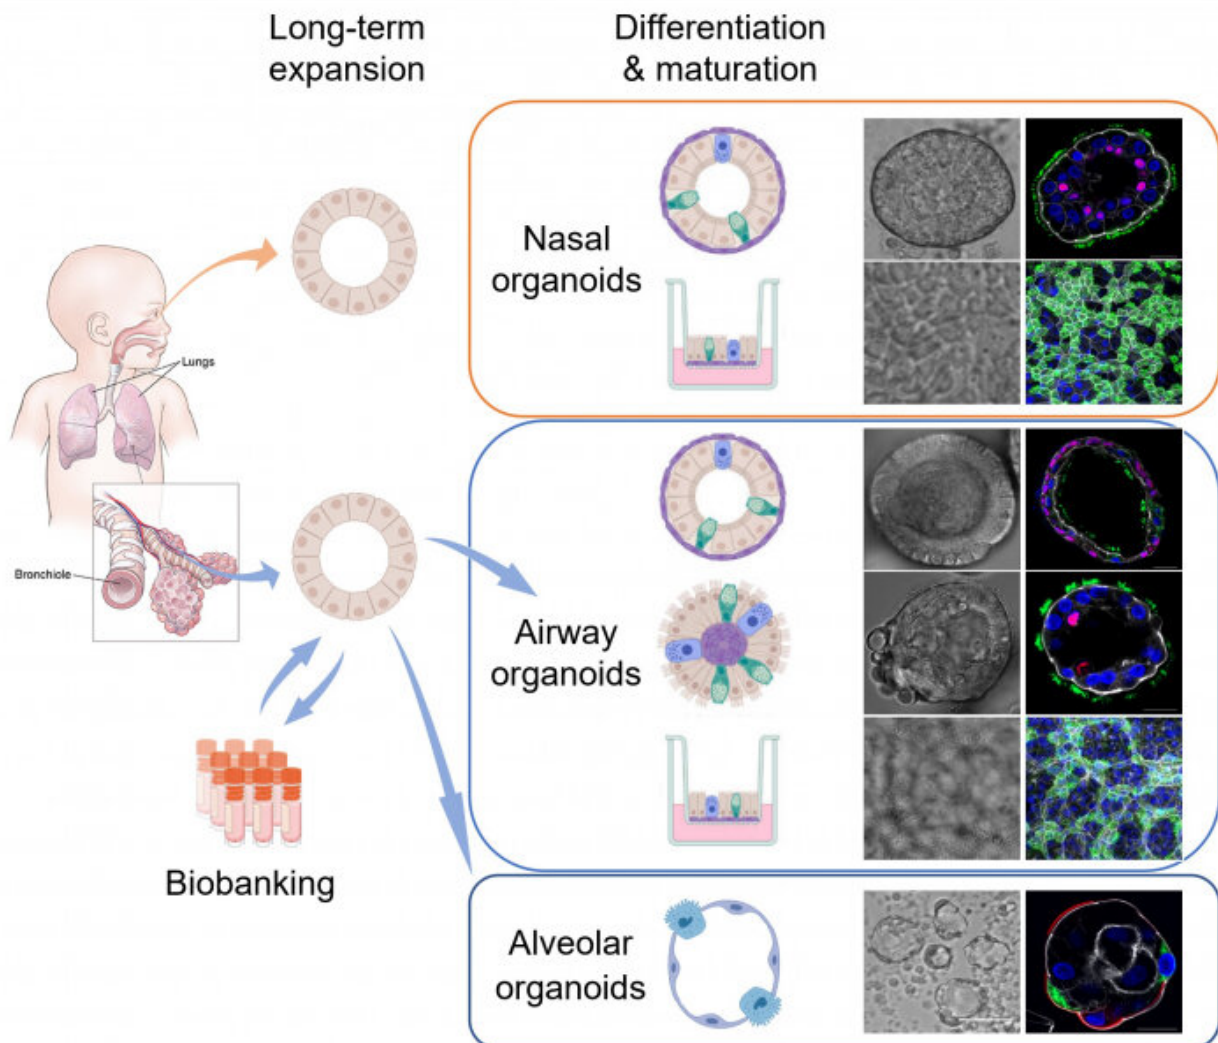 Long-term
expansion
Differentiation
& maturation
Nasal
organoids
Lungs
Bronchiole
Airway
organoids
Biobanking
Alveolar
organoids